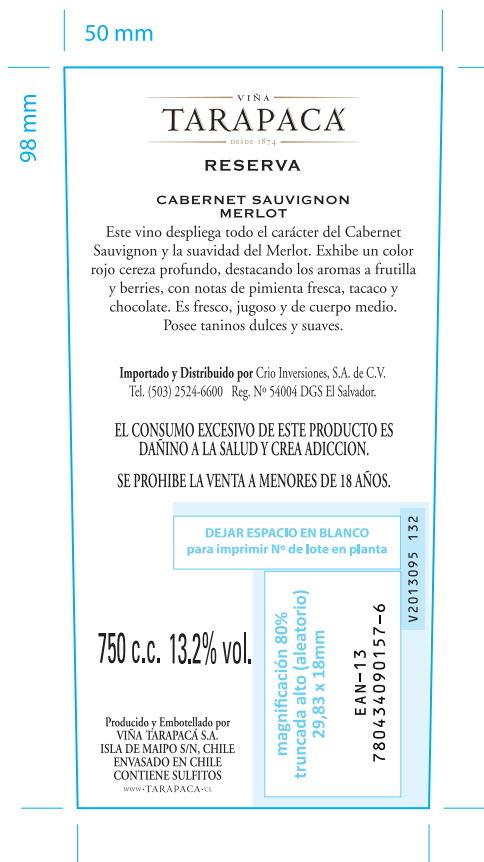 50 mm
98 mm
VIÑA
TARAPACÁ
DESDE 1874
RESERVA
CABERNET SAUVIGNON
MERLOT
Este vino despliega todo el carácter del Cabernet
Sauvignon y la suavidad del Merlot. Exhibe un color
rojo cereza profundo, destacando los aromas a frutilla
y berries, con notas de pimienta fresca, tacaco y
chocolate. Es fresco, jugoso y de cuerpo medio.
Posee taninos dulces y suaves.
Importado y Distribuido por Crio Inversiones, S.A. de C.V.
Tel. (503) 2524-6600 Reg. Nº 54004 DGS El Salvador.
EL CONSUMO EXCESIVO DE ESTE PRODUCTO ES
DAÑINO A LA SALUD Y CREA ADICCION.
SE PROHIBE LA VENTA A MENORES DE 18 AÑOS.
DEJAR ESPACIO EN BLANCO
para imprimir Nº de lote en planta
V2013095 132
750 c.c. 13.2% vol.
magnificación 80%
truncada alto (aleatorio)
29,83 x 18mm
EAN-13
780434090157-6
Producido y Embotellado por
VIÑA TARAPACÁ S.A.
ISLA DE MAIPO S/N, CHILE
ENVASADO EN CHILE
CONTIENE SULFITOS
WWW•TARAPACA•CL